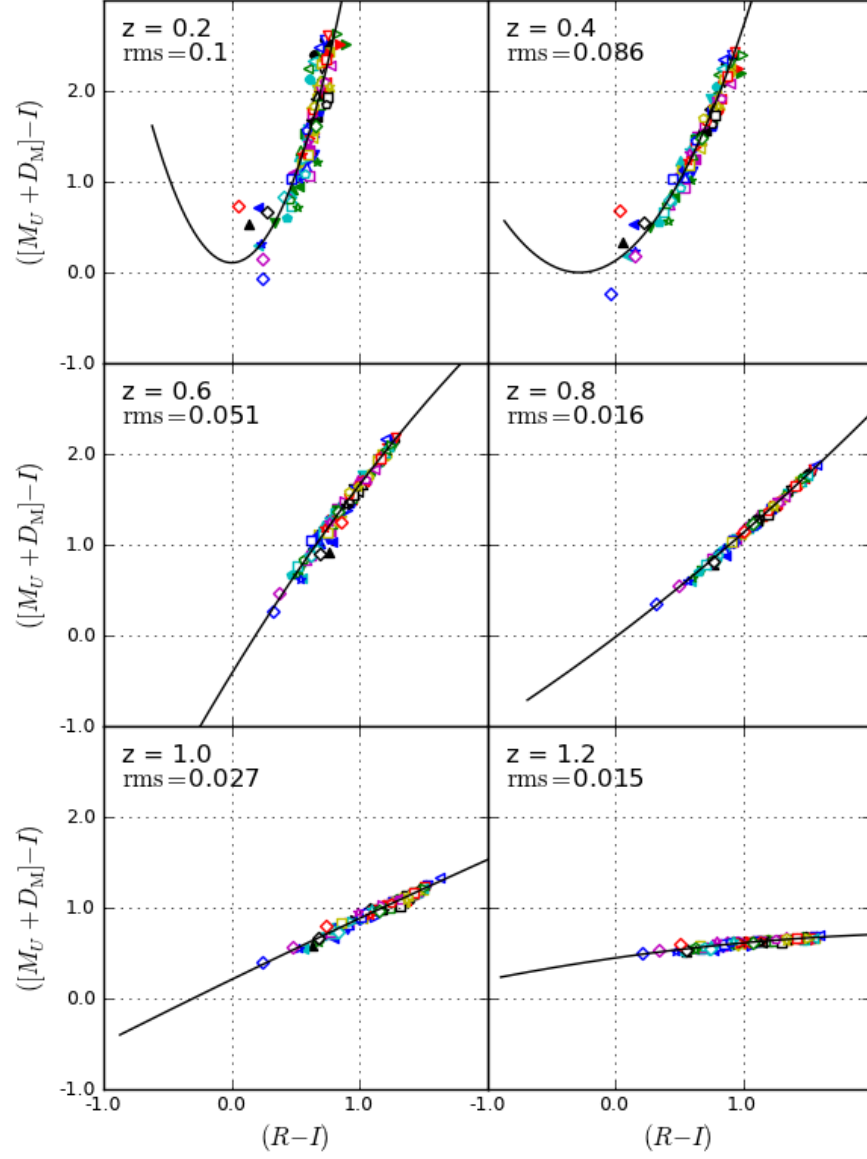 z = 0.2
rms=0.1
z = 0.4
rms=0.086
2.0
1.0
0.0
-1.0
([M_U + D_M]−I)
z = 0.6
rms=0.051
z = 0.8
rms=0.016
2.0
1.0
0.0
-1.0
([M_U + D_M]−I)
z = 1.0
rms=0.027
z = 1.2
rms=0.015
2.0
1.0
0.0
-1.0
([M_U + D_M]−I)
-1.0 0.0 1.0 -1.0 0.0 1.0
(R−I) (R−I)